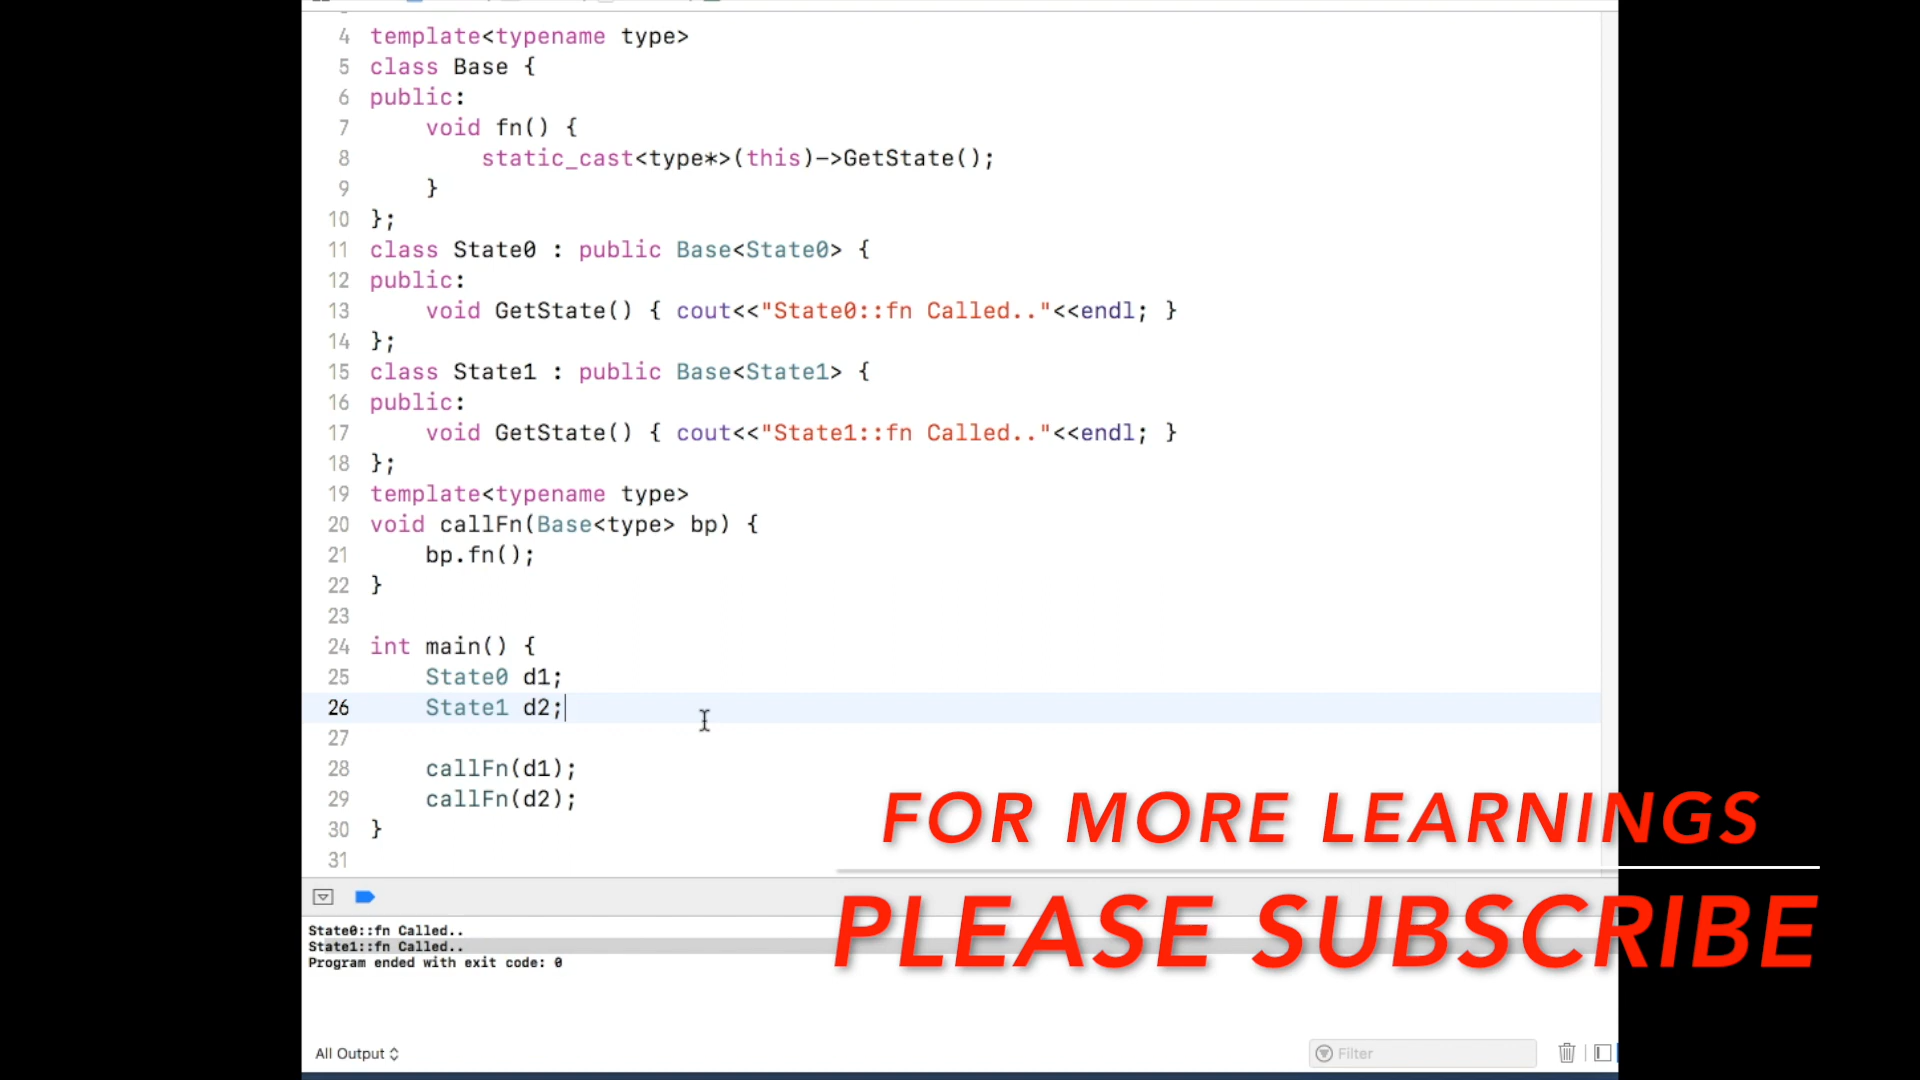 4 template<typename type>
5 class Base {
6 public:
7 void fn() {
8 static_cast<type*>(this)->GetState();
9 }
10 };
11 class State0 : public Base<State0> {
12 public:
13 void GetState() { cout<<"State0::fn Called.."<<endl; }
14 };
15 class State1 : public Base<State1> {
16 public:
17 void GetState() { cout<<"State1::fn Called.."<<endl; }
18 };
19 template<typename type>
20 void callFn(Base<type> bp) {
21 bp.fn();
22 }
23
24 int main() {
25 State0 d1;
26 State1 d2;
27
28 callFn(d1);
29 callFn(d2);
30 }
31
FOR MORE LEARNINGS
PLEASE SUBSCRIBE
State0::fn Called..
State1::fn Called..
Program ended with exit code: 0
All Output
Filter